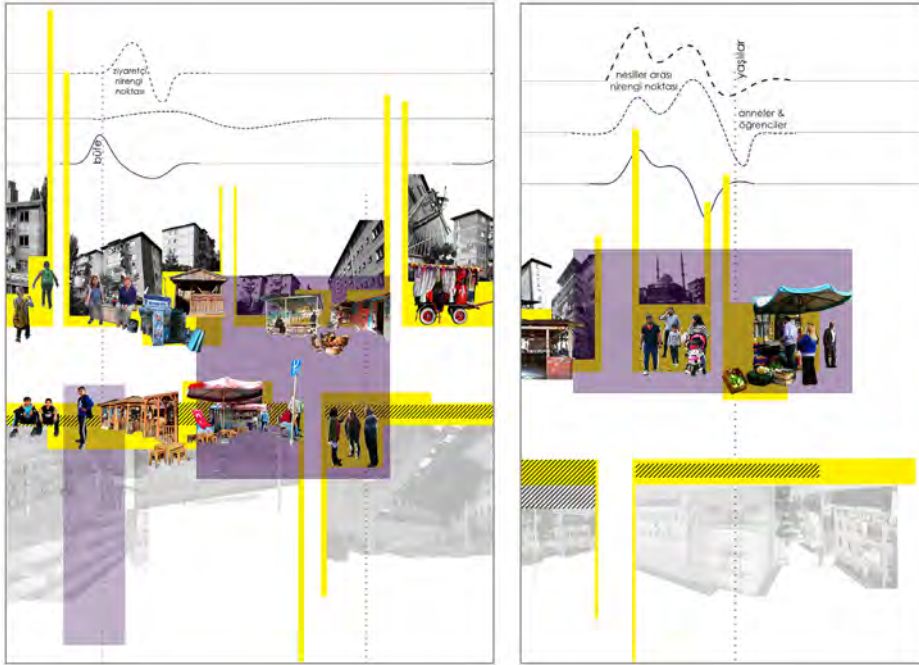 ziyaretçi
nirengi
noktası
büfe
nesiller arası
nirengi noktası
yaşlılar
anneler &
öğrenciler